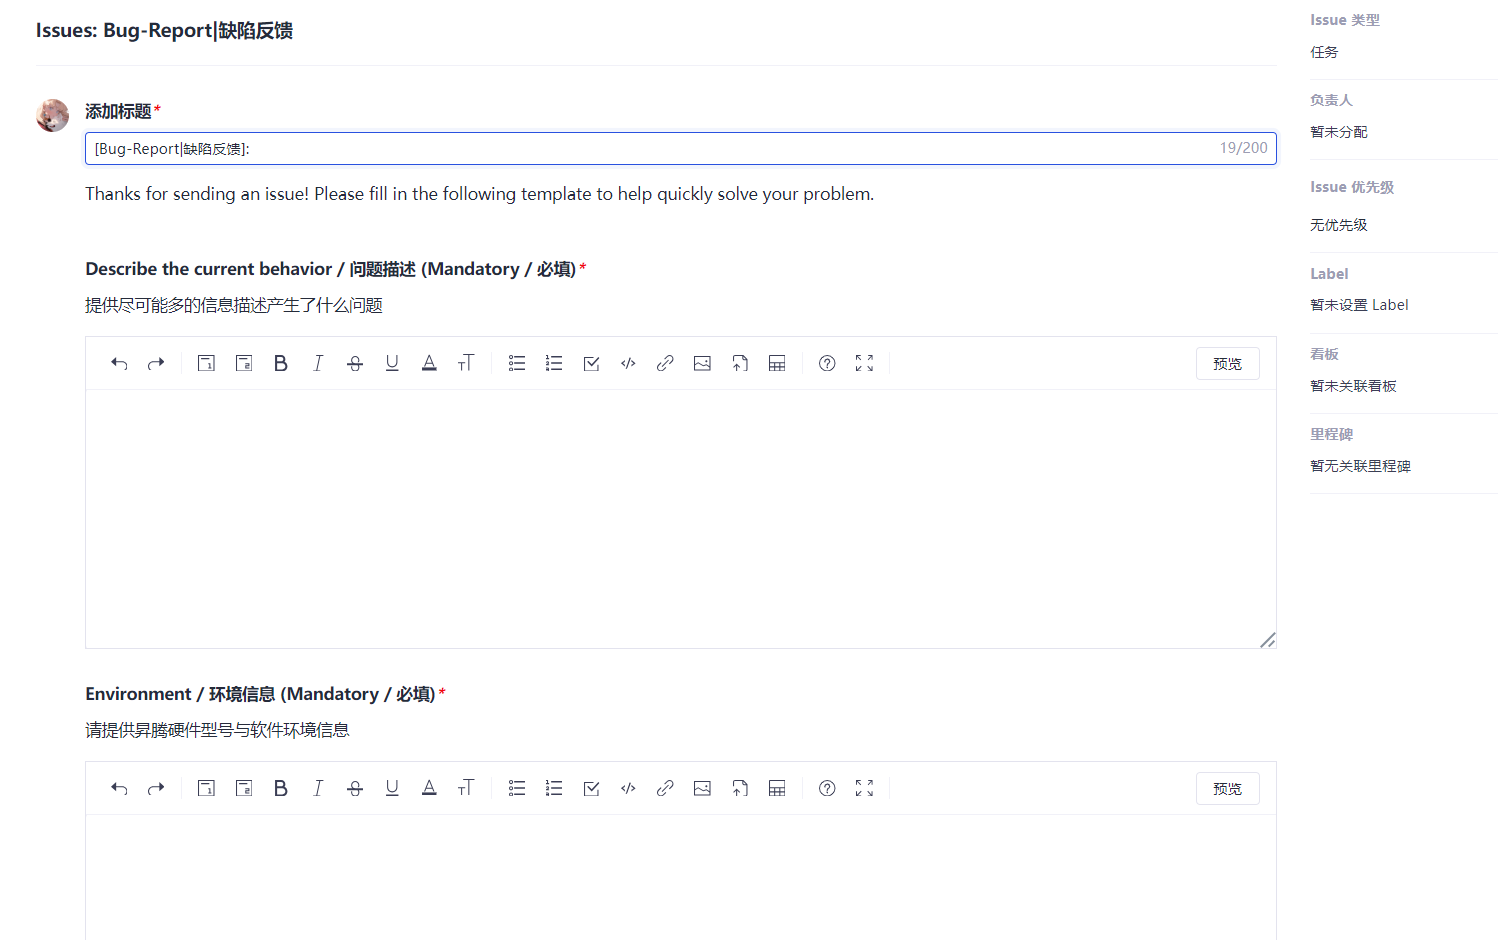 Issues: Bug-Report|缺陷反馈
添加标题*
[Bug-Report|缺陷反馈]:
19/200
Thanks for sending an issue! Please fill in the following template to help quickly solve your problem.
Describe the current behavior / 问题描述 (Mandatory / 必填)*
提供尽可能多的信息描述产生了什么问题
预览
Environment / 环境信息 (Mandatory / 必填)*
请提供昇腾硬件型号与软件环境信息
预览
Issue 类型
任务
负责人
暂未分配
Issue 优先级
无优先级
Label
暂未设置 Label
看板
暂未关联看板
里程碑
暂无关联里程碑